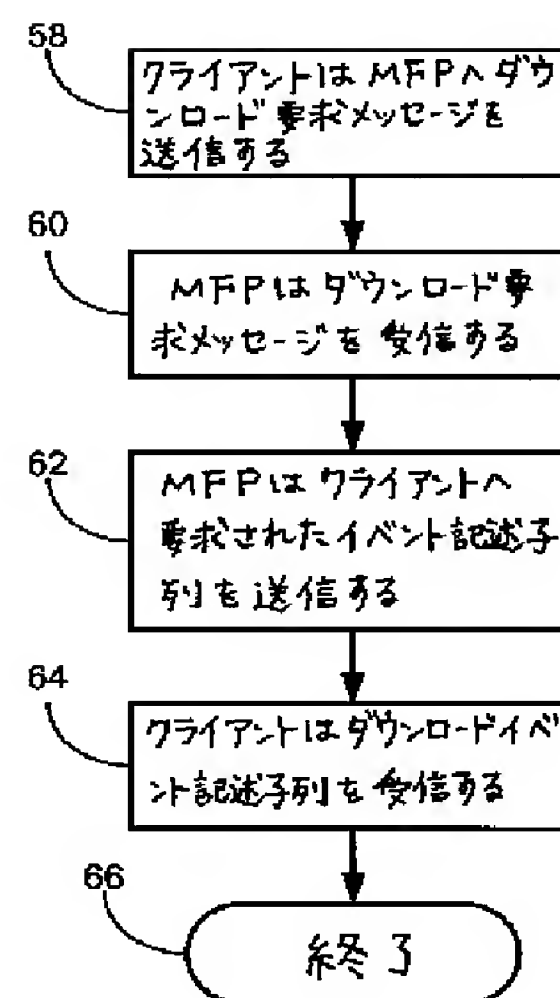 58
クライアントはMFPへダウ
ンロード要求メッセージを
送信する
60
MFPはダウンロード要
求メッセージを受信する
62
MFPはクライアントへ
要求されたイベント記述子
列を送信する
64
クライアントはダウンロードイベ
ント記述子列を受信する
66
終了